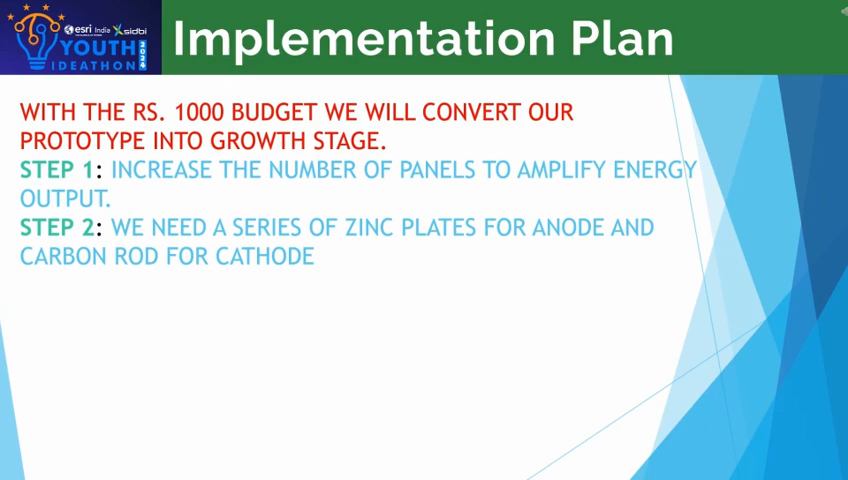 esri India sidbi
YOUTH 2024
IDEATHON
Implementation Plan
WITH THE RS. 1000 BUDGET WE WILL CONVERT OUR
PROTOTYPE INTO GROWTH STAGE.
STEP 1: INCREASE THE NUMBER OF PANELS TO AMPLIFY ENERGY
OUTPUT.
STEP 2: WE NEED A SERIES OF ZINC PLATES FOR ANODE AND
CARBON ROD FOR CATHODE